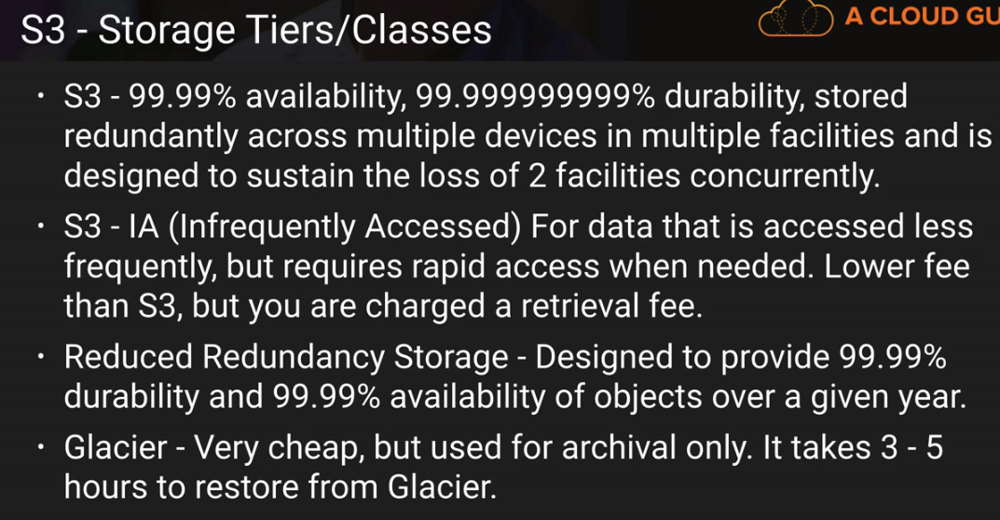 S3 - Storage Tiers/Classes
A CLOUD GU
• S3 - 99.99% availability, 99.999999999% durability, stored
redundantly across multiple devices in multiple facilities and is
designed to sustain the loss of 2 facilities concurrently.
• S3 - IA (Infrequently Accessed) For data that is accessed less
frequently, but requires rapid access when needed. Lower fee
than S3, but you are charged a retrieval fee.
• Reduced Redundancy Storage - Designed to provide 99.99%
durability and 99.99% availability of objects over a given year.
• Glacier - Very cheap, but used for archival only. It takes 3 - 5
hours to restore from Glacier.